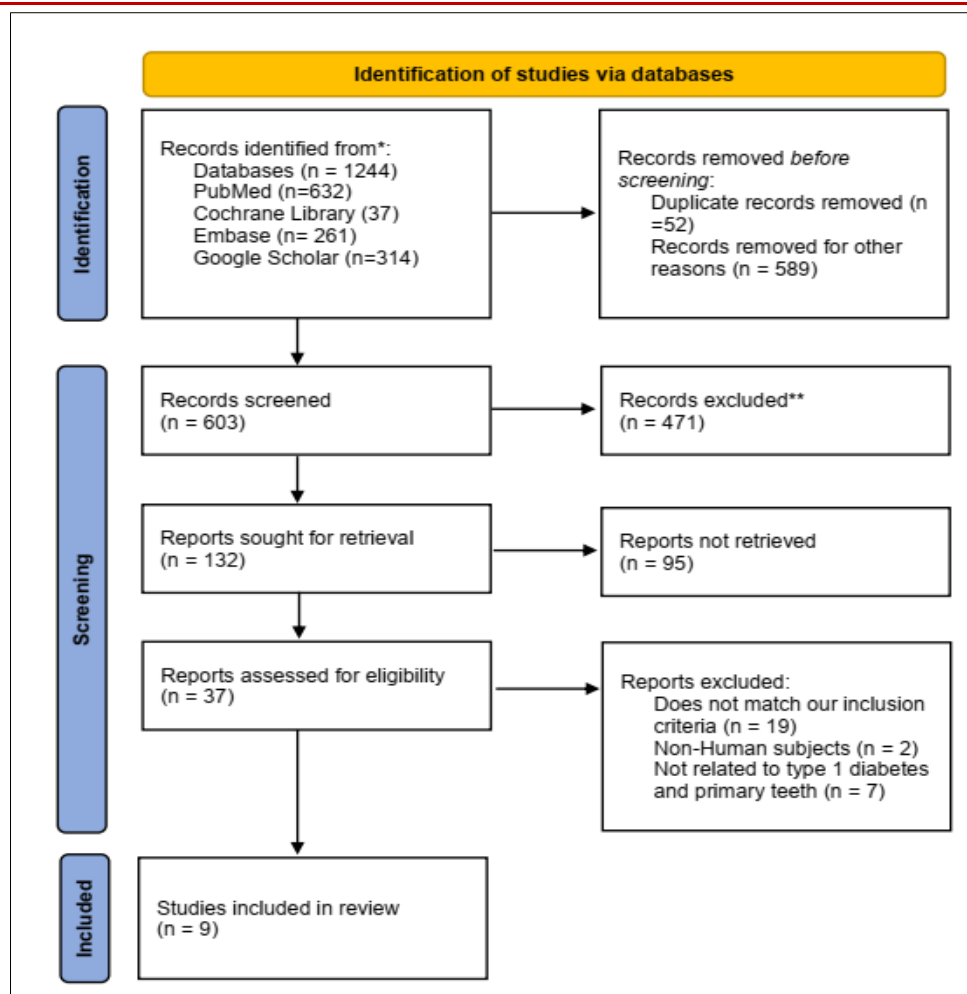 Identification of studies via databases
Identification
Records identified from*:
Databases (n = 1244)
PubMed (n=632)
Cochrane Library (37)
Embase (n= 261)
Google Scholar (n=314)
Records removed before
screening:
Duplicate records removed (n
=52)
Records removed for other
reasons (n = 589)
Screening
Records screened
(n = 603)
Records excluded**
(n = 471)
Reports sought for retrieval
(n = 132)
Reports not retrieved
(n = 95)
Reports assessed for eligibility
(n = 37)
Reports excluded:
Does not match our inclusion
criteria (n = 19)
Non-Human subjects (n = 2)
Not related to type 1 diabetes
and primary teeth (n = 7)
Included
Studies included in review
(n = 9)